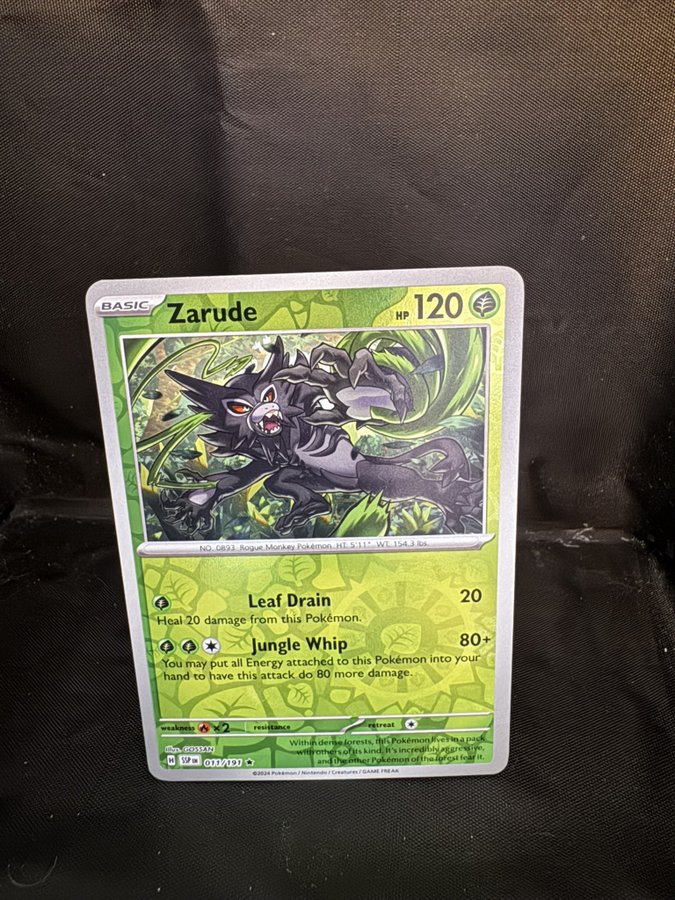 BASIC Zarude HP 120
NO. 0893 Rogue Monkey Pokémon HT: 5'11" WT: 154.3 lbs.
Leaf Drain 20
Heal 20 damage from this Pokémon.
Jungle Whip 80+
You may put all Energy attached to this Pokémon into your
hand to have this attack do 80 more damage.
weakness ×2 resistance retreat
Illus. GOSSAN
Within dense forests, this Pokémon lives in a pack
with others of its kind. It's incredibly aggressive,
and the other Pokémon of the forest fear it.
H SSP EN 011/191
©2024 Pokémon / Nintendo / Creatures / GAME FREAK